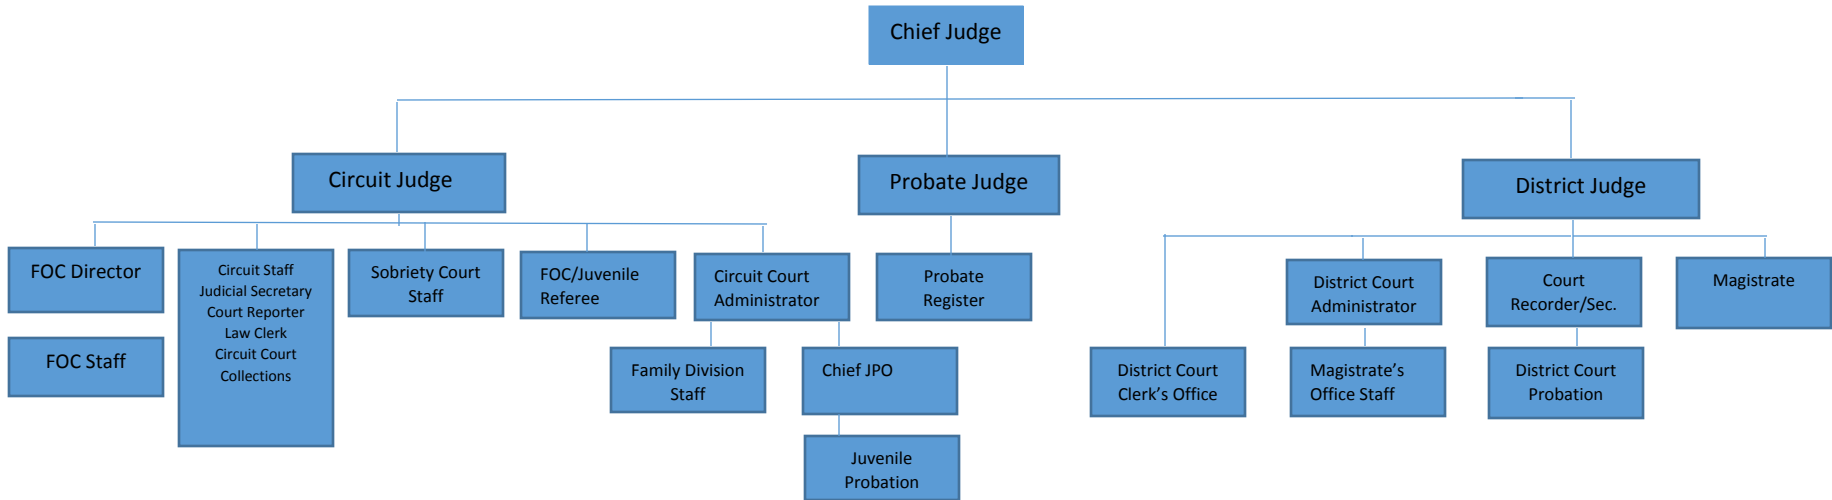 Chief Judge
Circuit Judge
Probate Judge
District Judge
FOC Director
Circuit Staff
Judicial Secretary
Court Reporter
Law Clerk
Circuit Court
Collections
Sobriety Court
Staff
FOC/Juvenile
Referee
Circuit Court
Administrator
Probate
Register
District Court
Administrator
Court
Recorder/Sec.
Magistrate
FOC Staff
Family Division
Staff
Chief JPO
District Court
Clerk’s Office
Magistrate’s
Office Staff
District Court
Probation
Juvenile
Probation